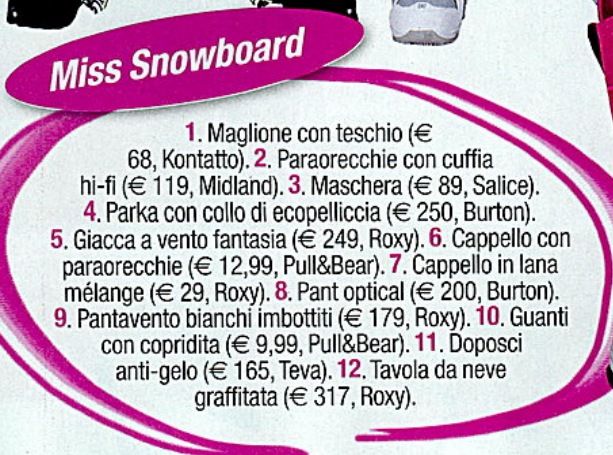 Miss Snowboard
1. Maglione con teschio (€
68, Kontatto). 2. Paraorecchie con cuffia
hi-fi (€ 119, Midland). 3. Maschera (€ 89, Salice).
4. Parka con collo di ecopelliccia (€ 250, Burton).
5. Giacca a vento fantasia (€ 249, Roxy). 6. Cappello con
paraorecchie (€ 12,99, Pull&Bear). 7. Cappello in lana
mélange (€ 29, Roxy). 8. Pant optical (€ 200, Burton).
9. Pantavento bianchi imbottiti (€ 179, Roxy). 10. Guanti
con copridita (€ 9,99, Pull&Bear). 11. Doposci
anti-gelo (€ 165, Teva). 12. Tavola da neve
graffitata (€ 317, Roxy).